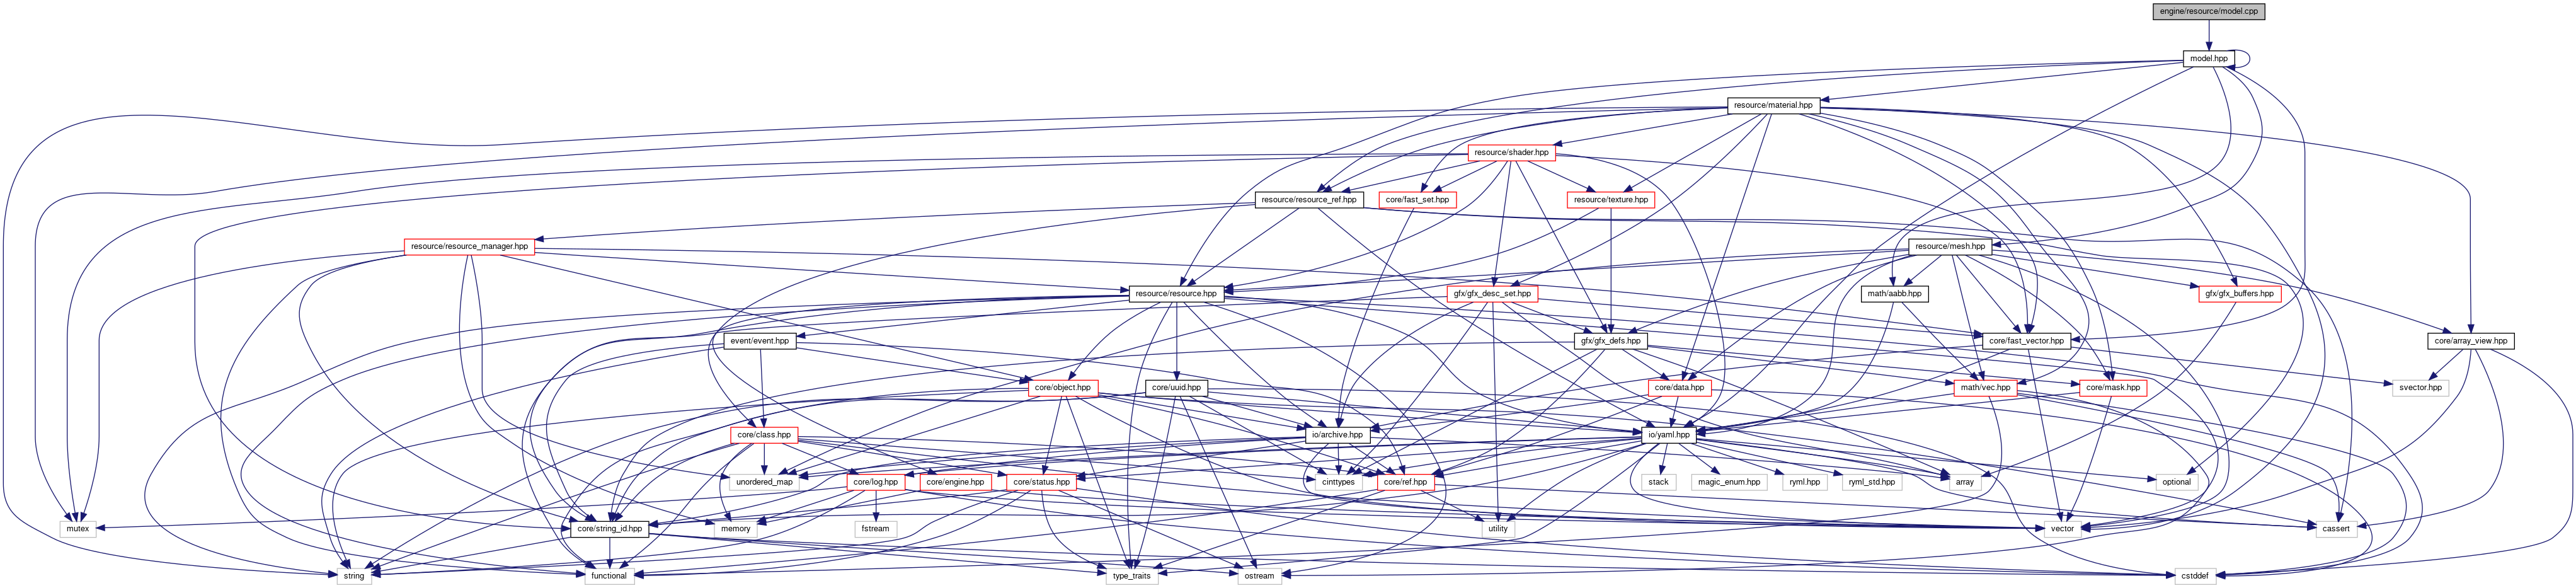 engine/resource/model.cpp
model.hpp
resource/material.hpp
resource/shader.hpp
resource/resource_ref.hpp
core/fast_set.hpp
resource/texture.hpp
resource/resource_manager.hpp
resource/mesh.hpp
resource/resource.hpp
gfx/gfx_desc_set.hpp
math/aabb.hpp
gfx/gfx_buffers.hpp
event/event.hpp
gfx/gfx_defs.hpp
core/fast_vector.hpp
core/array_view.hpp
core/object.hpp
core/uuid.hpp
core/data.hpp
math/vec.hpp
core/mask.hpp
svector.hpp
core/class.hpp
io/archive.hpp
io/yaml.hpp
unordered_map
core/log.hpp
core/engine.hpp
core/status.hpp
cinttypes
core/ref.hpp
stack
magic_enum.hpp
ryml.hpp
ryml_std.hpp
array
optional
mutex
core/string_id.hpp
memory
fstream
utility
vector
cassert
string
functional
type_traits
ostream
cstddef